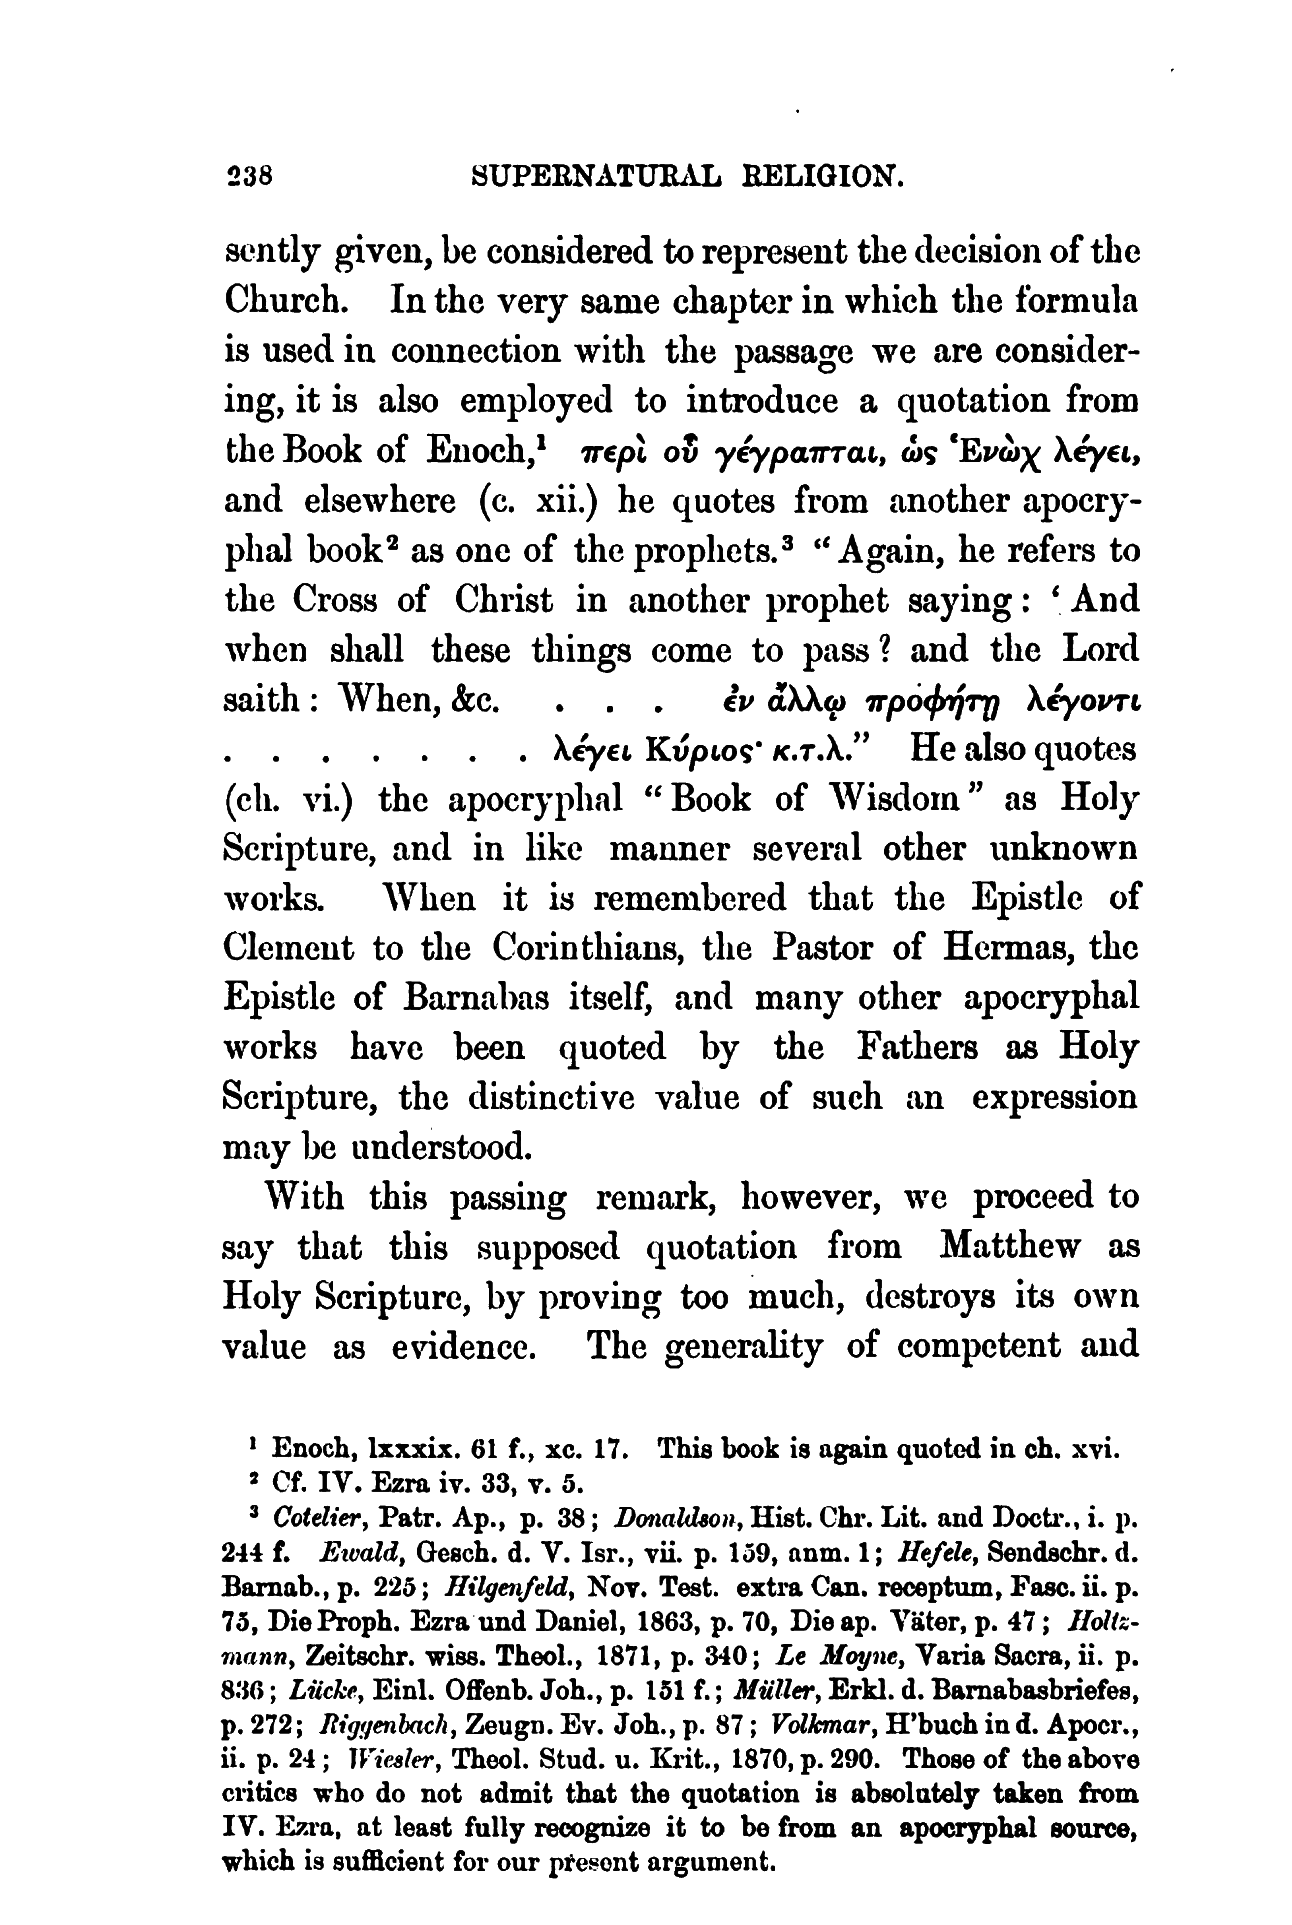 238 SUPERNATURAL RELIGION.
sently given, be considered to represent the decision of the
Church. In the very same chapter in which the formula
is used in connection with the passage we are consider-
ing, it is also employed to introduce a quotation from
the Book of Enoch,¹ περὶ οὗ γέγραπται, ὡς Ἑνὼχ λέγει,
and elsewhere (c. xii.) he quotes from another apocry-
phal book² as one of the prophets.³ “Again, he refers to
the Cross of Christ in another prophet saying: ‘And
when shall these things come to pass? and the Lord
saith: When, &c. . . . ἐν ἄλλῳ προφήτῃ λέγοντι
. . . . . . . λέγει Κύριος· κ.τ.λ.” He also quotes
(ch. vi.) the apocryphal “Book of Wisdom” as Holy
Scripture, and in like manner several other unknown
works. When it is remembered that the Epistle of
Clement to the Corinthians, the Pastor of Hermas, the
Epistle of Barnabas itself, and many other apocryphal
works have been quoted by the Fathers as Holy
Scripture, the distinctive value of such an expression
may be understood.
With this passing remark, however, we proceed to
say that this supposed quotation from Matthew as
Holy Scripture, by proving too much, destroys its own
value as evidence. The generality of competent and
¹ Enoch, lxxxix. 61 f., xc. 17. This book is again quoted in ch. xvi.
² Cf. IV. Ezra iv. 33, v. 5.
³ Cotelier, Patr. Ap., p. 38; Donaldson, Hist. Chr. Lit. and Doctr., i. p.
244 f. Ewald, Gesch. d. V. Isr., vii. p. 159, anm. 1; Hefele, Sendschr. d.
Barnab., p. 225; Hilgenfeld, Nov. Test. extra Can. receptum, Fasc. ii. p.
75, Die Proph. Ezra und Daniel, 1863, p. 70, Die ap. Väter, p. 47; Holtz-
mann, Zeitschr. wiss. Theol., 1871, p. 340; Le Moyne, Varia Sacra, ii. p.
836; Lücke, Einl. Offenb. Joh., p. 151 f.; Müller, Erkl. d. Barnabasbriefes,
p. 272; Riggenbach, Zeugn. Ev. Joh., p. 87; Volkmar, H'buch in d. Apocr.,
ii. p. 24; Wiesler, Theol. Stud. u. Krit., 1870, p. 290. Those of the above
critics who do not admit that the quotation is absolutely taken from
IV. Ezra, at least fully recognize it to be from an apocryphal source,
which is sufficient for our present argument.